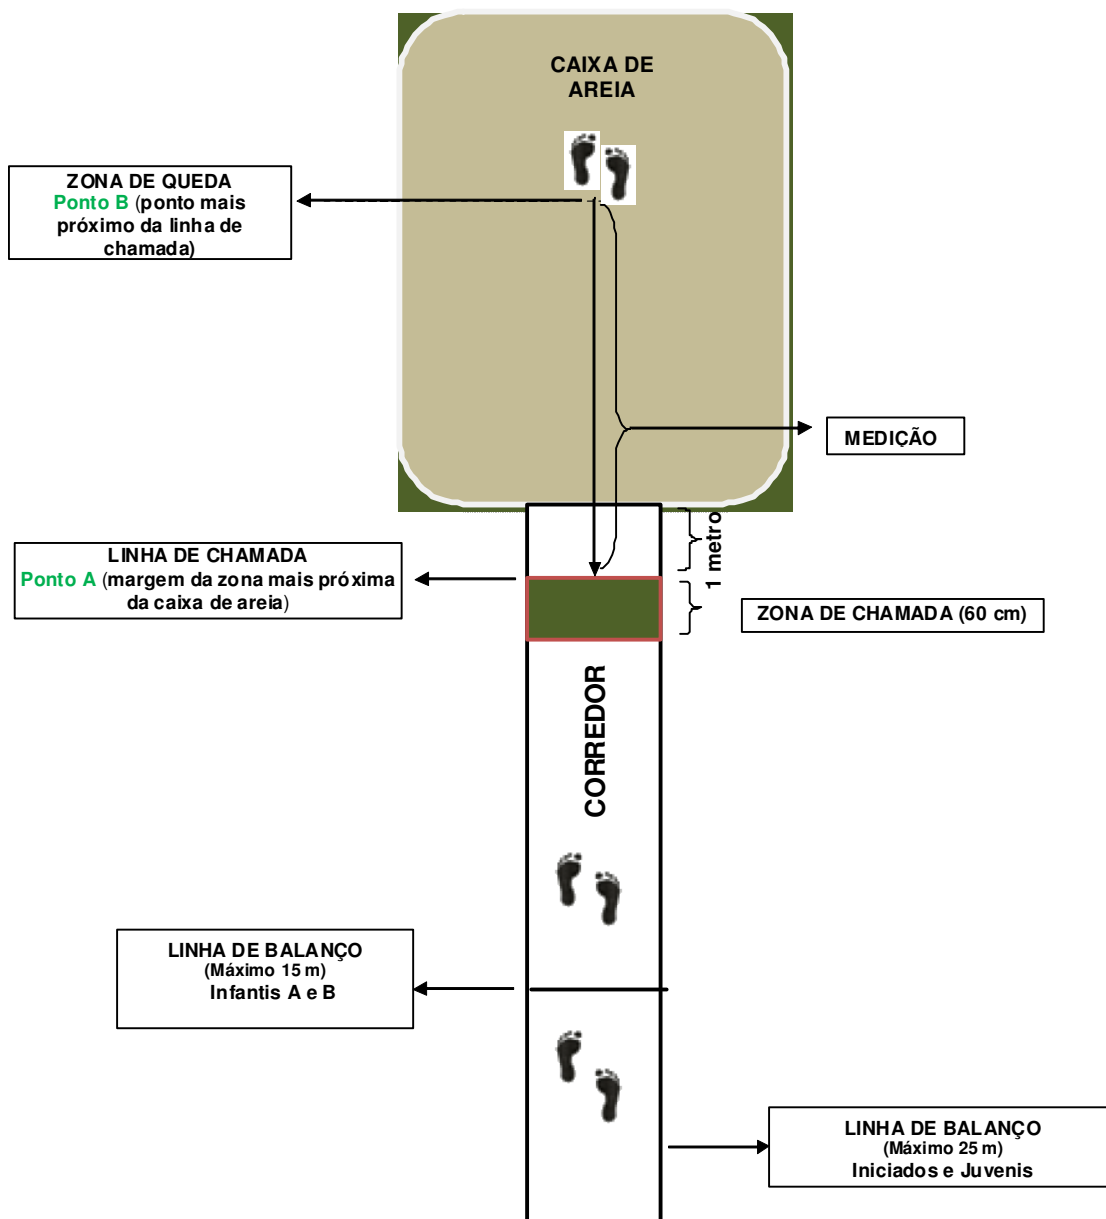 CAIXA DE
AREIA
ZONA DE QUEDA
Ponto B (ponto mais
próximo da linha de
chamada)
MEDIÇÃO
1 metro
LINHA DE CHAMADA
Ponto A (margem da zona mais próxima
da caixa de areia)
ZONA DE CHAMADA (60 cm)
CORREDOR
LINHA DE BALANÇO
(Máximo 15 m)
Infantis A e B
LINHA DE BALANÇO
(Máximo 25 m)
Iniciados e Juvenis